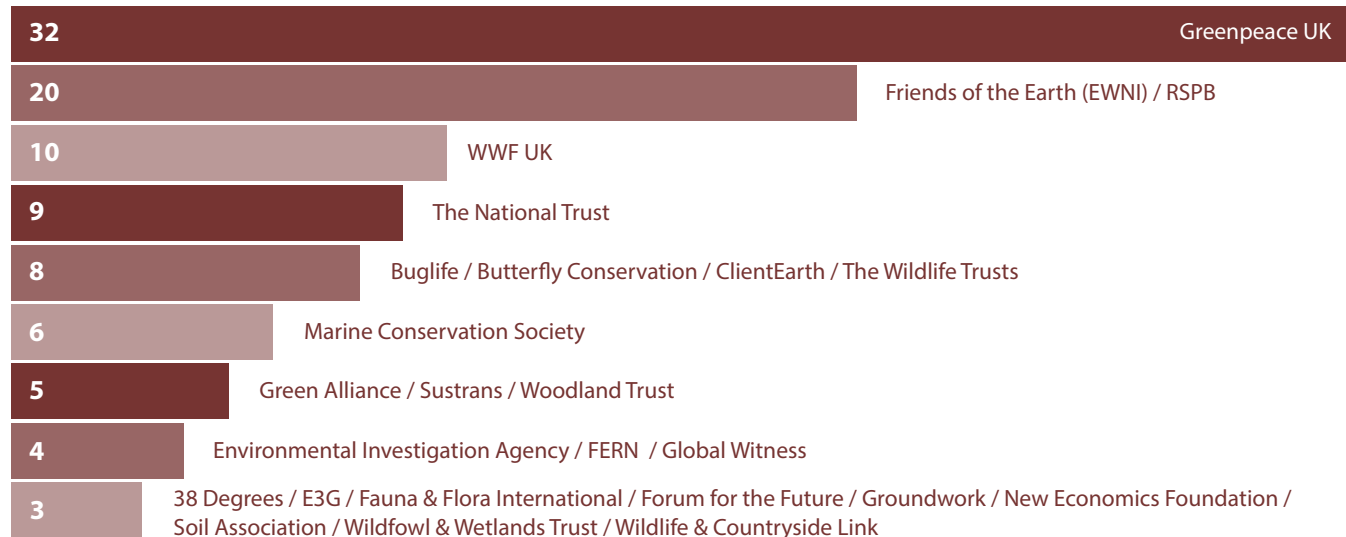 32 Greenpeace UK
20 Friends of the Earth (EWNI) / RSPB
10 WWF UK
9 The National Trust
8 Buglife / Butterfly Conservation / ClientEarth / The Wildlife Trusts
6 Marine Conservation Society
5 Green Alliance / Sustrans / Woodland Trust
4 Environmental Investigation Agency / FERN / Global Witness
3 38 Degrees / E3G / Fauna & Flora International / Forum for the Future / Groundwork / New Economics Foundation /
Soil Association / Wildfowl & Wetlands Trust / Wildlife & Countryside Link